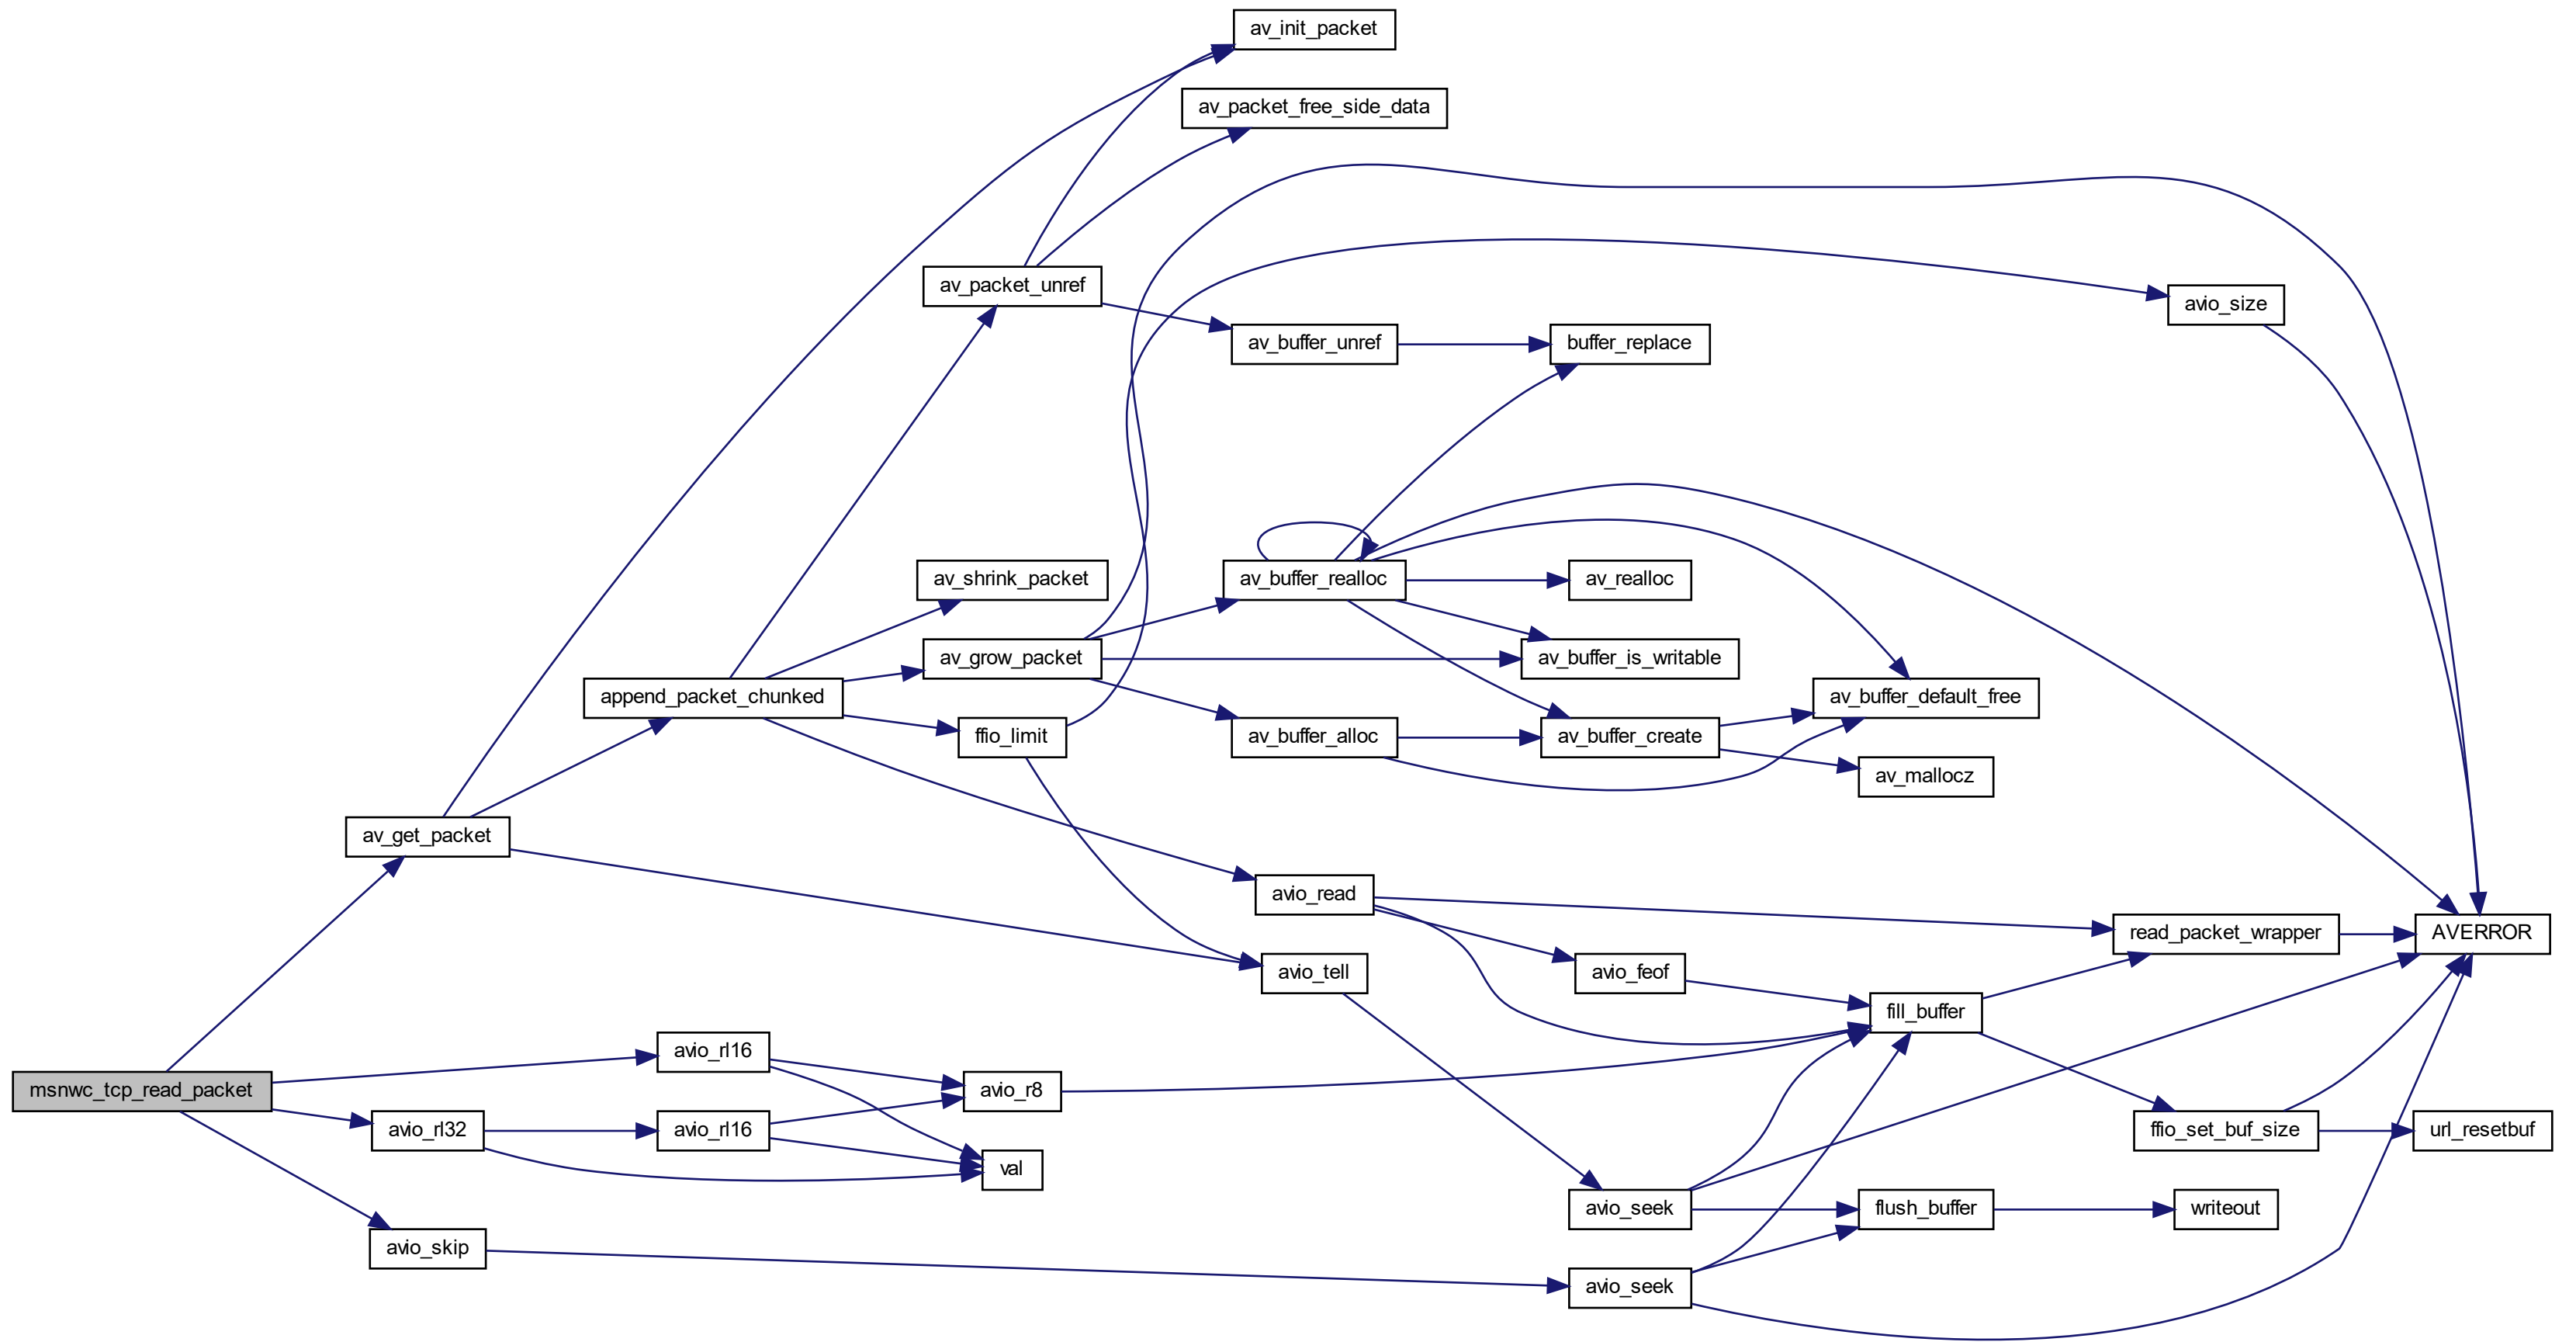 av_init_packet
av_packet_free_side_data
av_packet_unref
avio_size
av_buffer_unref
buffer_replace
av_shrink_packet
av_buffer_realloc
av_realloc
av_grow_packet
av_buffer_is_writable
append_packet_chunked
av_buffer_default_free
ffio_limit
av_buffer_alloc
av_buffer_create
av_mallocz
av_get_packet
avio_read
read_packet_wrapper
AVERROR
avio_tell
avio_feof
fill_buffer
avio_rl16
msnwc_tcp_read_packet
avio_r8
avio_rl32
avio_rl16
ffio_set_buf_size
url_resetbuf
val
avio_seek
flush_buffer
writeout
avio_skip
avio_seek